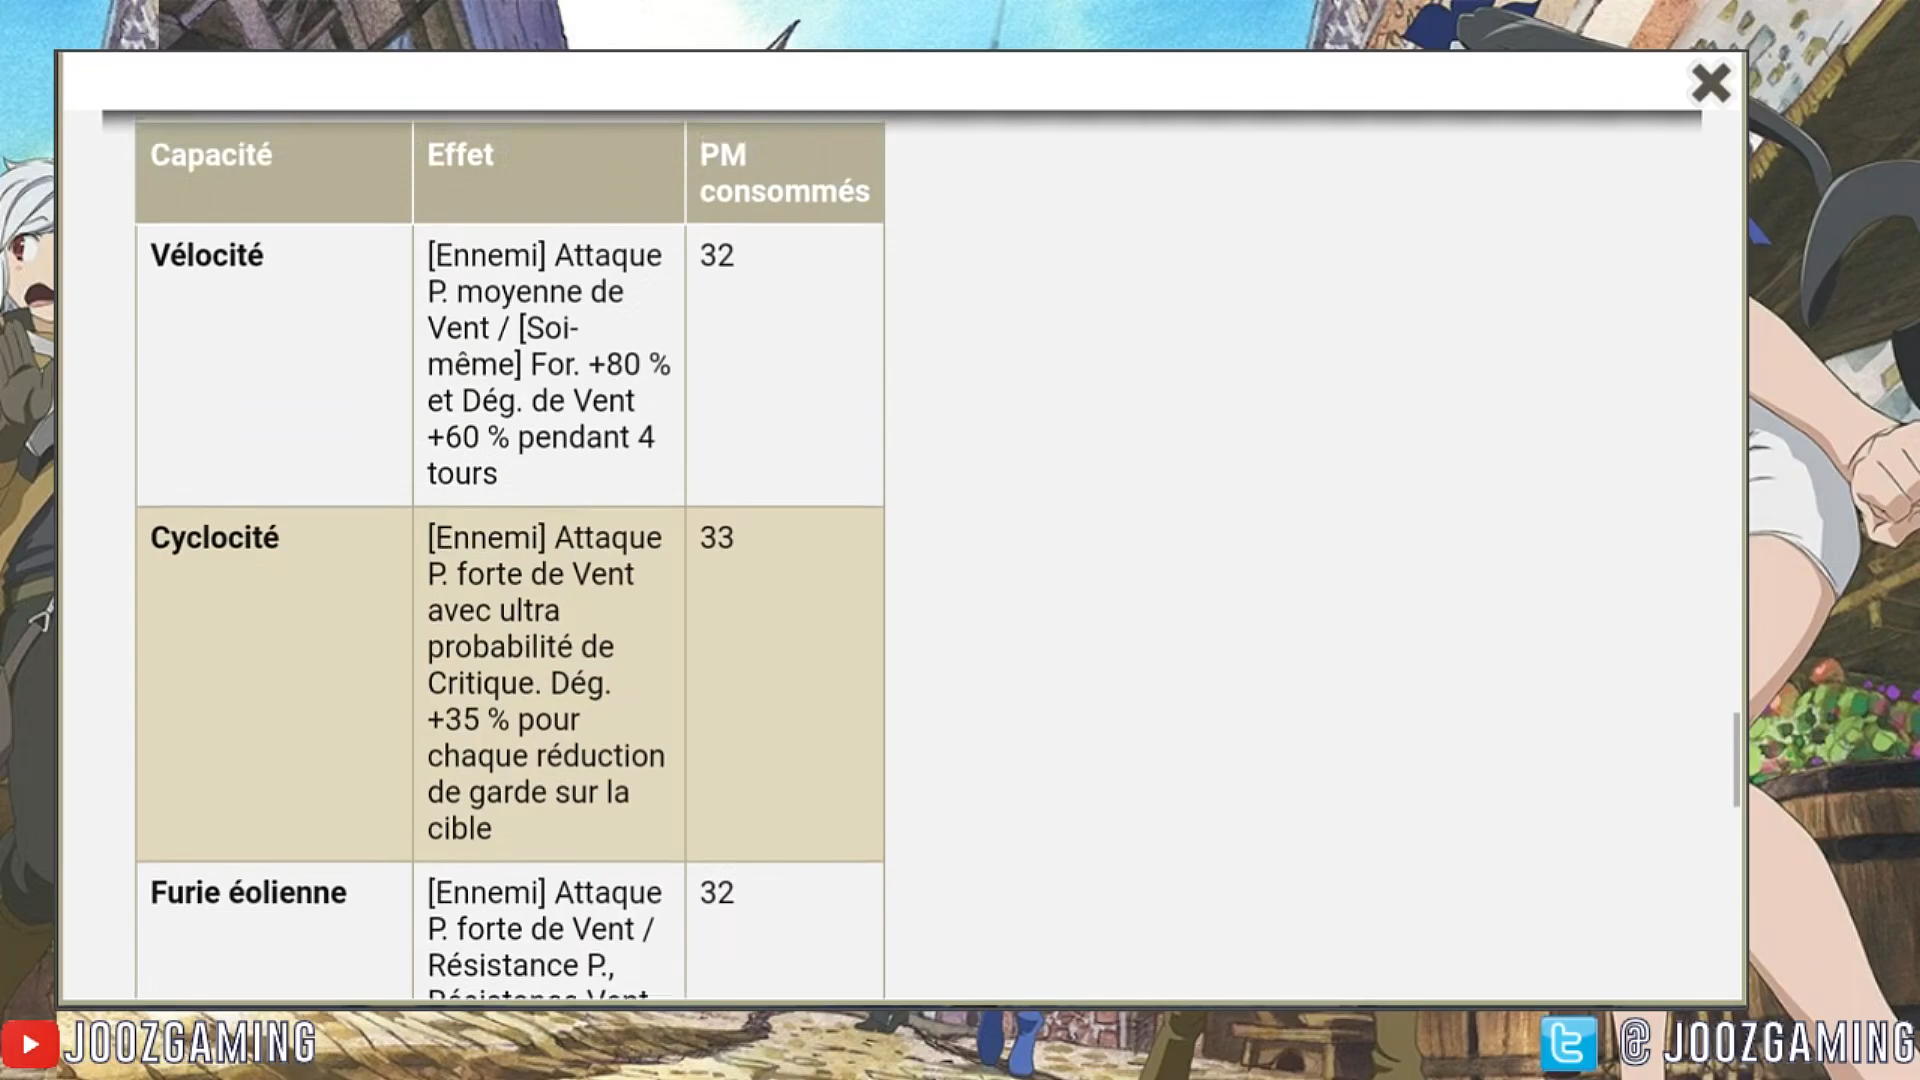 Capacité
Effet
PM
consommés
Vélocité
[Ennemi] Attaque
P. moyenne de
Vent / [Soi-
même] For. +80 %
et Dég. de Vent
+60 % pendant 4
tours
32
Cyclocité
[Ennemi] Attaque
P. forte de Vent
avec ultra
probabilité de
Critique. Dég.
+35 % pour
chaque réduction
de garde sur la
cible
33
Furie éolienne
[Ennemi] Attaque
P. forte de Vent /
Résistance P.,
Résistance Vent
32
JOOZGAMING
@ JOOZGAMING